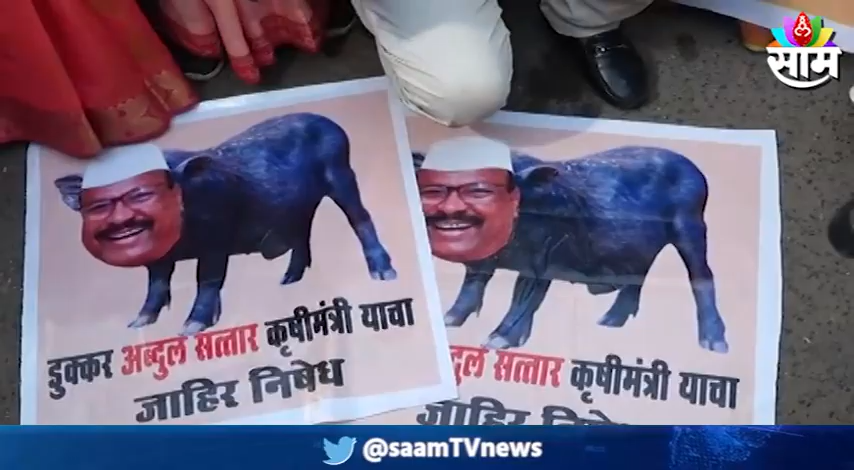 साम
डुक्कर अब्दुल सत्तार कृषीमंत्री याचा
जाहिर निषेध
दुल सत्तार कृषीमंत्री याचा
जाहिर निषेध
@saamTVnews